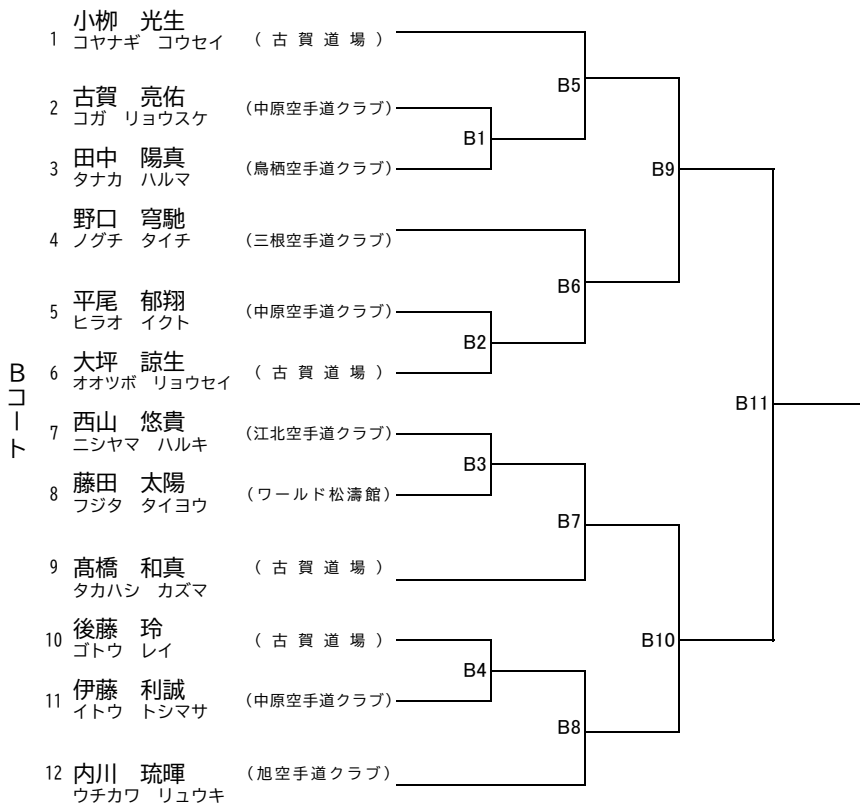 Bコート
1 小栁　光生 (古賀道場)
コヤナギ　コウセイ
2 古賀　亮佑 (中原空手道クラブ)
コガ　リョウスケ
3 田中　陽真 (鳥栖空手道クラブ)
タナカ　ハルマ
4 野口　穹馳 (三根空手道クラブ)
ノグチ　タイチ
5 平尾　郁翔 (中原空手道クラブ)
ヒラオ　イクト
6 大坪　諒生 (古賀道場)
オオツボ　リョウセイ
7 西山　悠貴 (江北空手道クラブ)
ニシヤマ　ハルキ
8 藤田　太陽 (ワールド松濤館)
フジタ　タイヨウ
9 髙橋　和真 (古賀道場)
タカハシ　カズマ
10 後藤　玲 (古賀道場)
ゴトウ　レイ
11 伊藤　利誠 (中原空手道クラブ)
イトウ　トシマサ
12 内川　琉暉 (旭空手道クラブ)
ウチカワ　リュウキ
B1
B2
B3
B4
B5
B6
B7
B8
B9
B10
B11